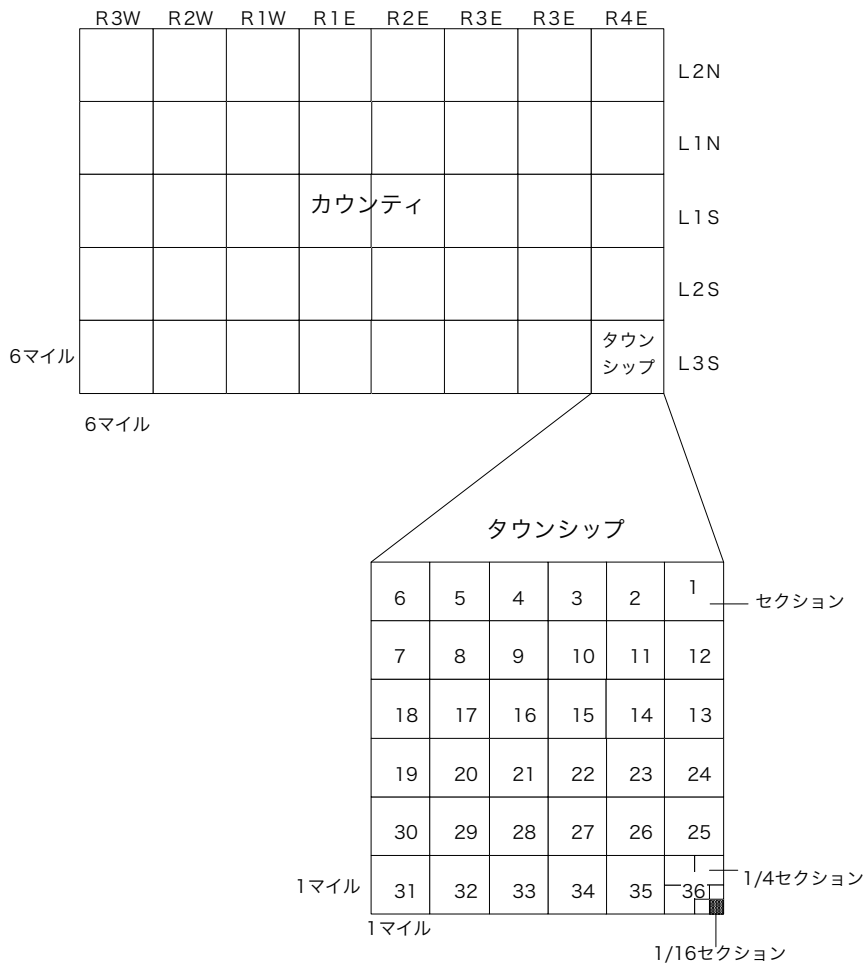 R3W R2W R1W R1E R2E R3E R3E R4E
L2N
L1N
カウンティ
L1S
L2S
6マイル
タウン
シップ
L3S
6マイル
タウンシップ
6 5 4 3 2 1
セクション
7 8 9 10 11 12
18 17 16 15 14 13
19 20 21 22 23 24
30 29 28 27 26 25
1/4セクション
1マイル
31 32 33 34 35 36
1マイル
1/16セクション